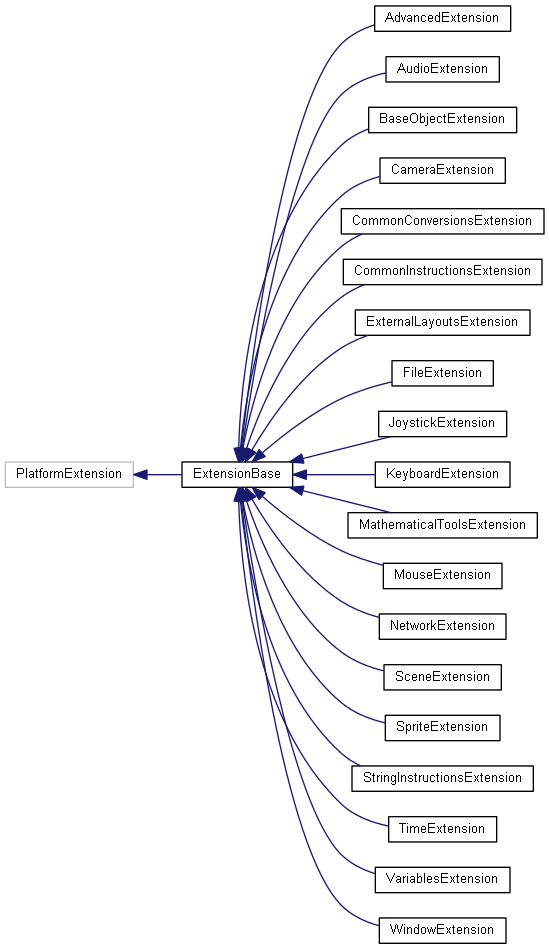 AdvancedExtension
AudioExtension
BaseObjectExtension
CameraExtension
CommonConversionsExtension
CommonInstructionsExtension
ExternalLayoutsExtension
FileExtension
JoystickExtension
PlatformExtension
ExtensionBase
KeyboardExtension
MathematicalToolsExtension
MouseExtension
NetworkExtension
SceneExtension
SpriteExtension
StringInstructionsExtension
TimeExtension
VariablesExtension
WindowExtension